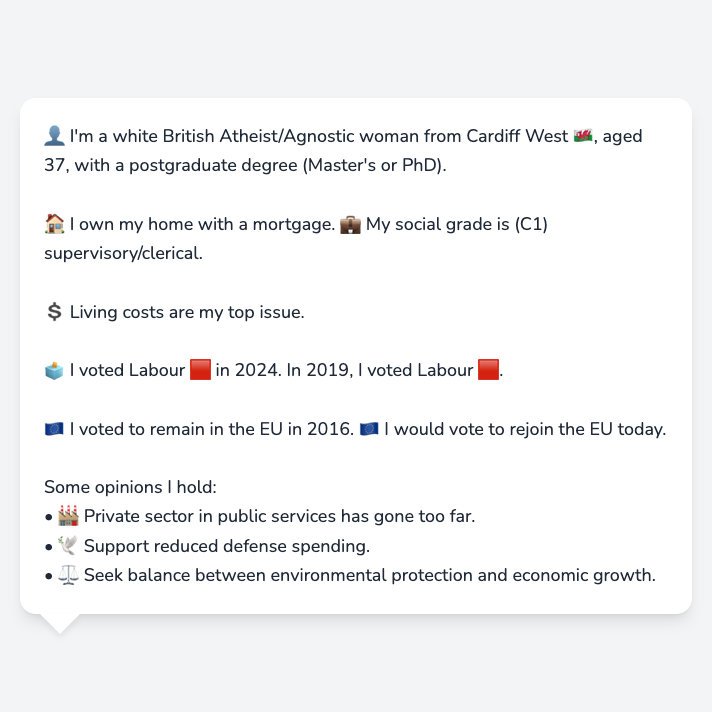 👤 I'm a white British Atheist/Agnostic woman from Cardiff West 🏴󠁧󠁢󠁷󠁬󠁳󠁿, aged
37, with a postgraduate degree (Master's or PhD).
🏠 I own my home with a mortgage. 💼 My social grade is (C1)
supervisory/clerical.
💲 Living costs are my top issue.
🗳️ I voted Labour 🟥 in 2024. In 2019, I voted Labour 🟥.
🇪🇺 I voted to remain in the EU in 2016. 🇪🇺 I would vote to rejoin the EU today.
Some opinions I hold:
• 🏭 Private sector in public services has gone too far.
• 🕊️ Support reduced defense spending.
• ⚖️ Seek balance between environmental protection and economic growth.